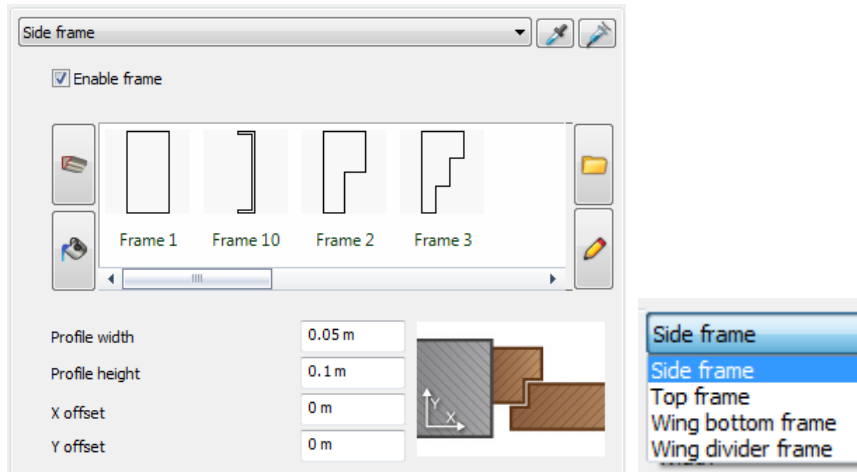 Side frame
Enable frame
Frame 1 Frame 10 Frame 2 Frame 3
Profile width 0.05 m
Profile height 0.1 m
X offset 0 m
Y offset 0 m
Y
X
Side frame
Side frame
Top frame
Wing bottom frame
Wing divider frame